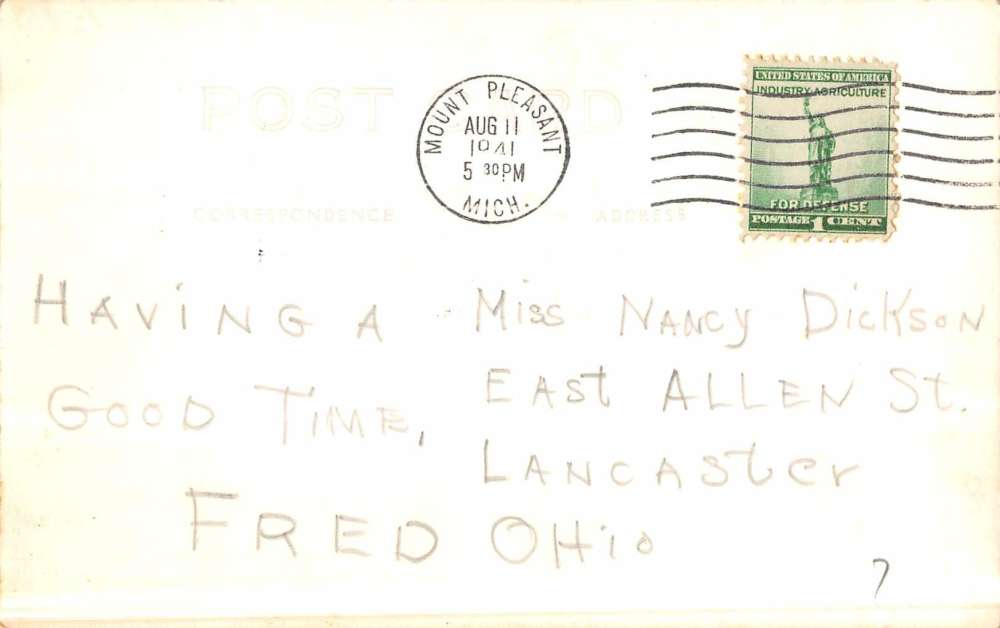 POST CARD
MOUNT PLEASANT
AUG 11
1941
5 30 PM
MICH.
UNITED STATES OF AMERICA
INDUSTRY AGRICULTURE
FOR DEFENSE
POSTAGE 1 CENT
CORRESPONDENCE ADDRESS
HAViNG A
GOOD TIME,
FRED
Miss NANCY DicKSON
EAST ALLEN St.
LANCASter
OHio
7